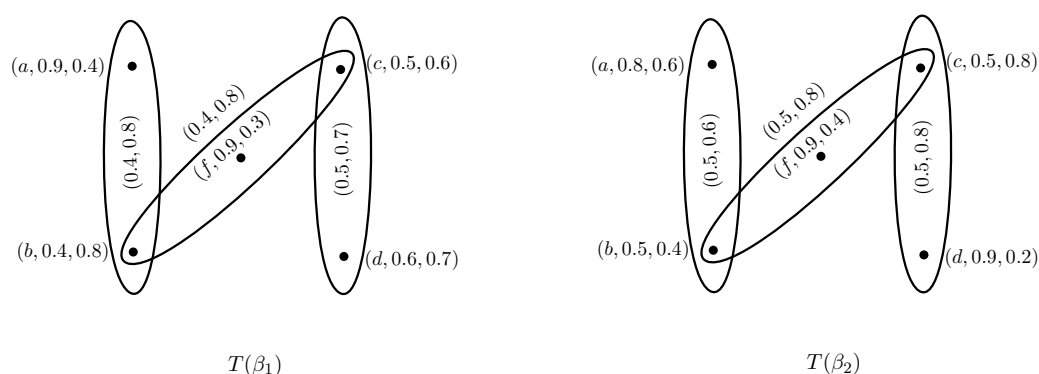 (a, 0.9, 0.4)
(c, 0.5, 0.6)
(0.4, 0.8)
(0.4, 0.8)
(f, 0.9, 0.3)
(0.5, 0.7)
(b, 0.4, 0.8)
(d, 0.6, 0.7)
T(β₁)
(a, 0.8, 0.6)
(c, 0.5, 0.8)
(0.5, 0.6)
(0.5, 0.8)
(f, 0.9, 0.4)
(0.5, 0.8)
(b, 0.5, 0.4)
(d, 0.9, 0.2)
T(β₂)